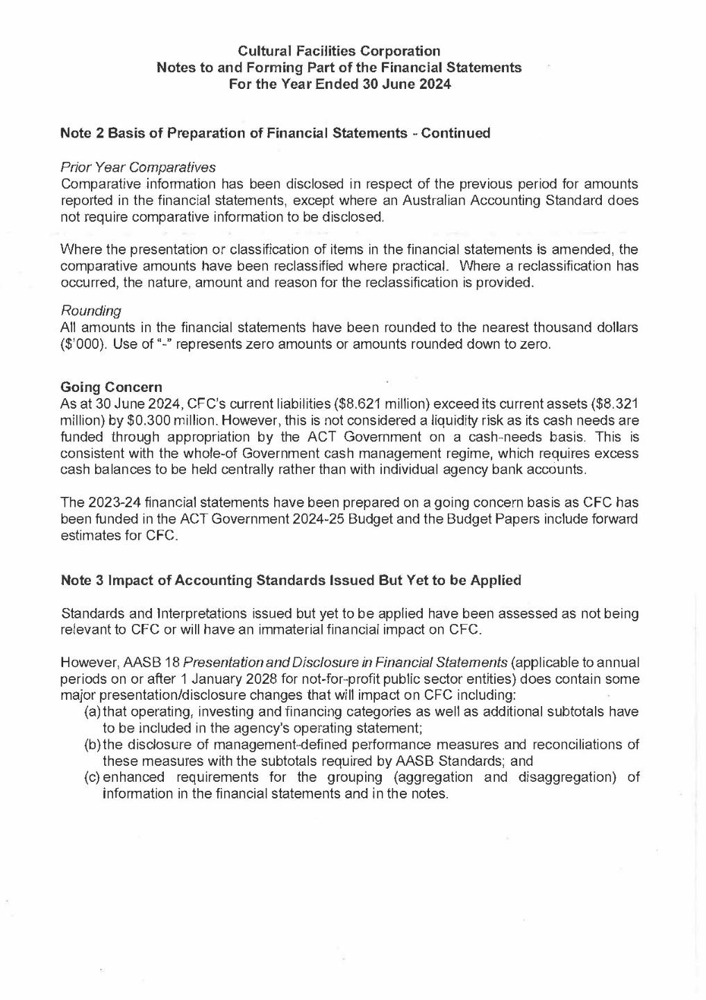 Cultural Facilities Corporation
Notes to and Forming Part of the Financial Statements
For the Year Ended 30 June 2024
Note 2 Basis of Preparation of Financial Statements - Continued
Prior Year Comparatives
Comparative information has been disclosed in respect of the previous period for amounts
reported in the financial statements, except where an Australian Accounting Standard does
not require comparative information to be disclosed.
Where the presentation or classification of items in the financial statements is amended, the
comparative amounts have been reclassified where practical. Where a reclassification has
occurred, the nature, amount and reason for the reclassification is provided.
Rounding
All amounts in the financial statements have been rounded to the nearest thousand dollars
($'000). Use of "-" represents zero amounts or amounts rounded down to zero.
Going Concern
As at 30 June 2024, CFC's current liabilities ($8.621 million) exceed its current assets ($8.321
million) by $0.300 million. However, this is not considered a liquidity risk as its cash needs are
funded through appropriation by the ACT Government on a cash-needs basis. This is
consistent with the whole-of Government cash management regime, which requires excess
cash balances to be held centrally rather than with individual agency bank accounts.
The 2023-24 financial statements have been prepared on a going concern basis as CFC has
been funded in the ACT Government 2024-25 Budget and the Budget Papers include forward
estimates for CFC.
Note 3 Impact of Accounting Standards Issued But Yet to be Applied
Standards and Interpretations issued but yet to be applied have been assessed as not being
relevant to CFC or will have an immaterial financial impact on CFC.
However, AASB 18 Presentation and Disclosure in Financial Statements (applicable to annual
periods on or after 1 January 2028 for not-for-profit public sector entities) does contain some
major presentation/disclosure changes that will impact on CFC including:
(a) that operating, investing and financing categories as well as additional subtotals have
to be included in the agency's operating statement;
(b) the disclosure of management-defined performance measures and reconciliations of
these measures with the subtotals required by AASB Standards; and
(c) enhanced requirements for the grouping (aggregation and disaggregation) of
information in the financial statements and in the notes.